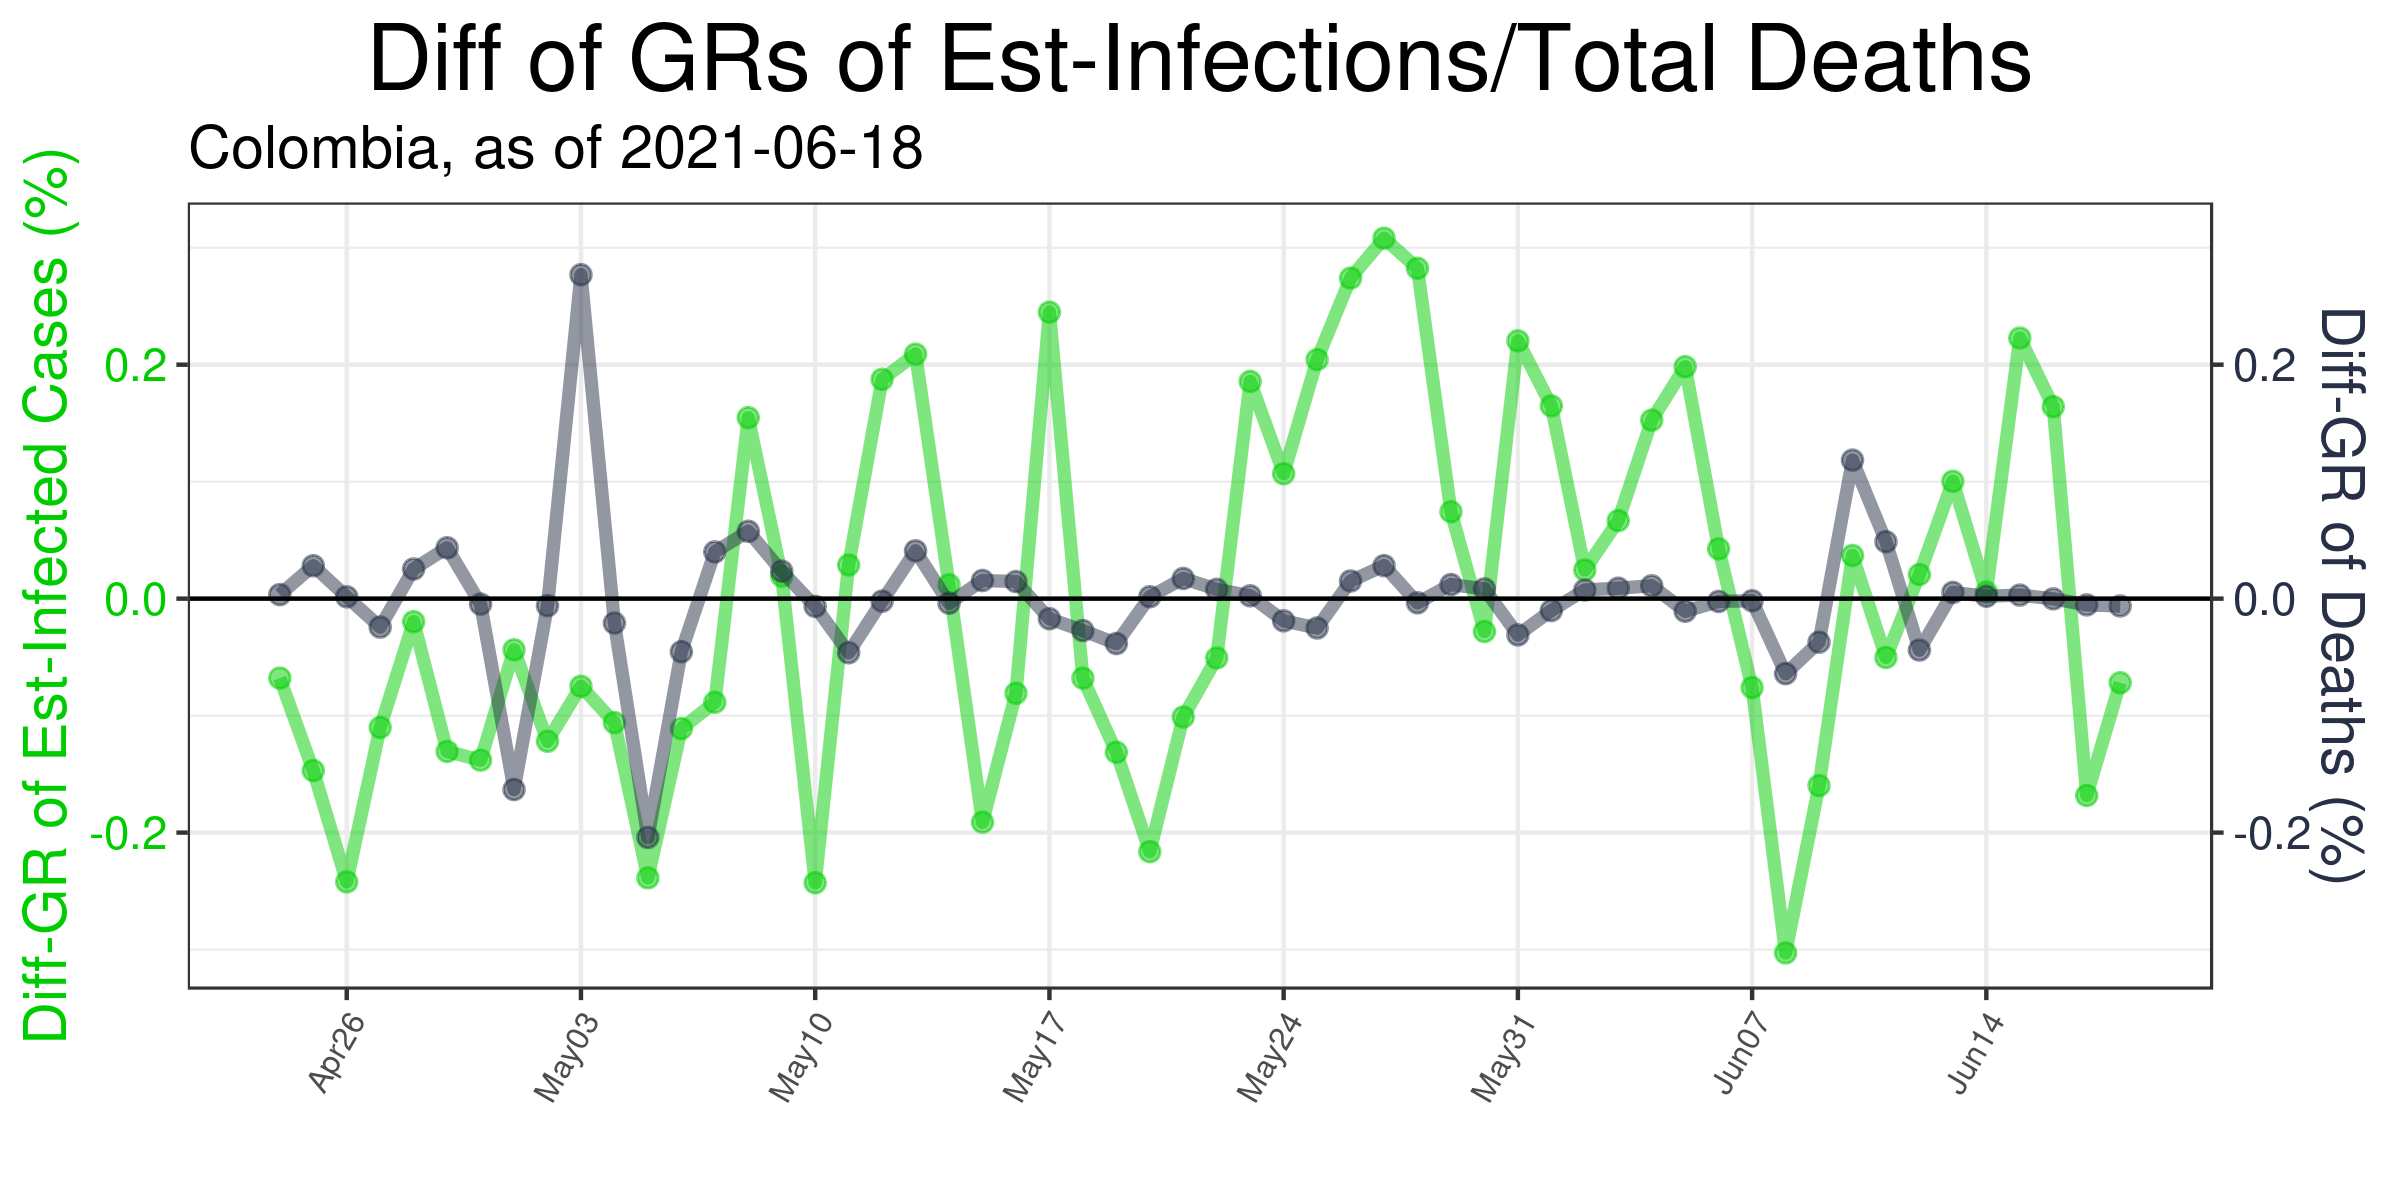 Diff of GRs of Est-Infections/Total Deaths
Colombia, as of 2021-06-18
Diff-GR of Est-Infected Cases (%)
0.2
0.0
-0.2
0.2
0.0
-0.2
Diff-GR of Deaths (%)
Apr26
May03
May10
May17
May24
May31
Jun07
Jun14